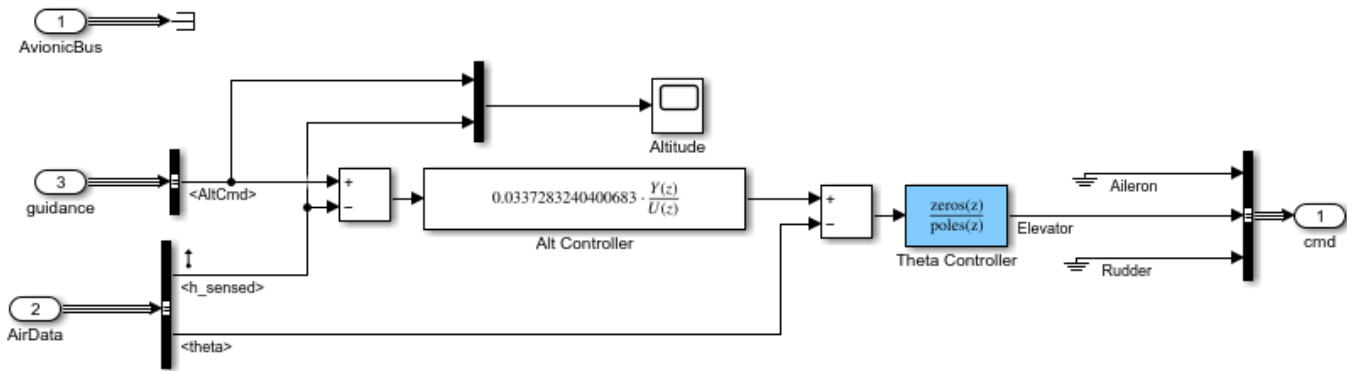 1
AvionicBus
Altitude
3
guidance
<AltCmd>
+
−
0.0337283240400683 · Y(z)/U(z)
Alt Controller
+
−
zeros(z)
poles(z)
Theta Controller
Aileron
Elevator
Rudder
1
cmd
<h_sensed>
2
AirData
<theta>